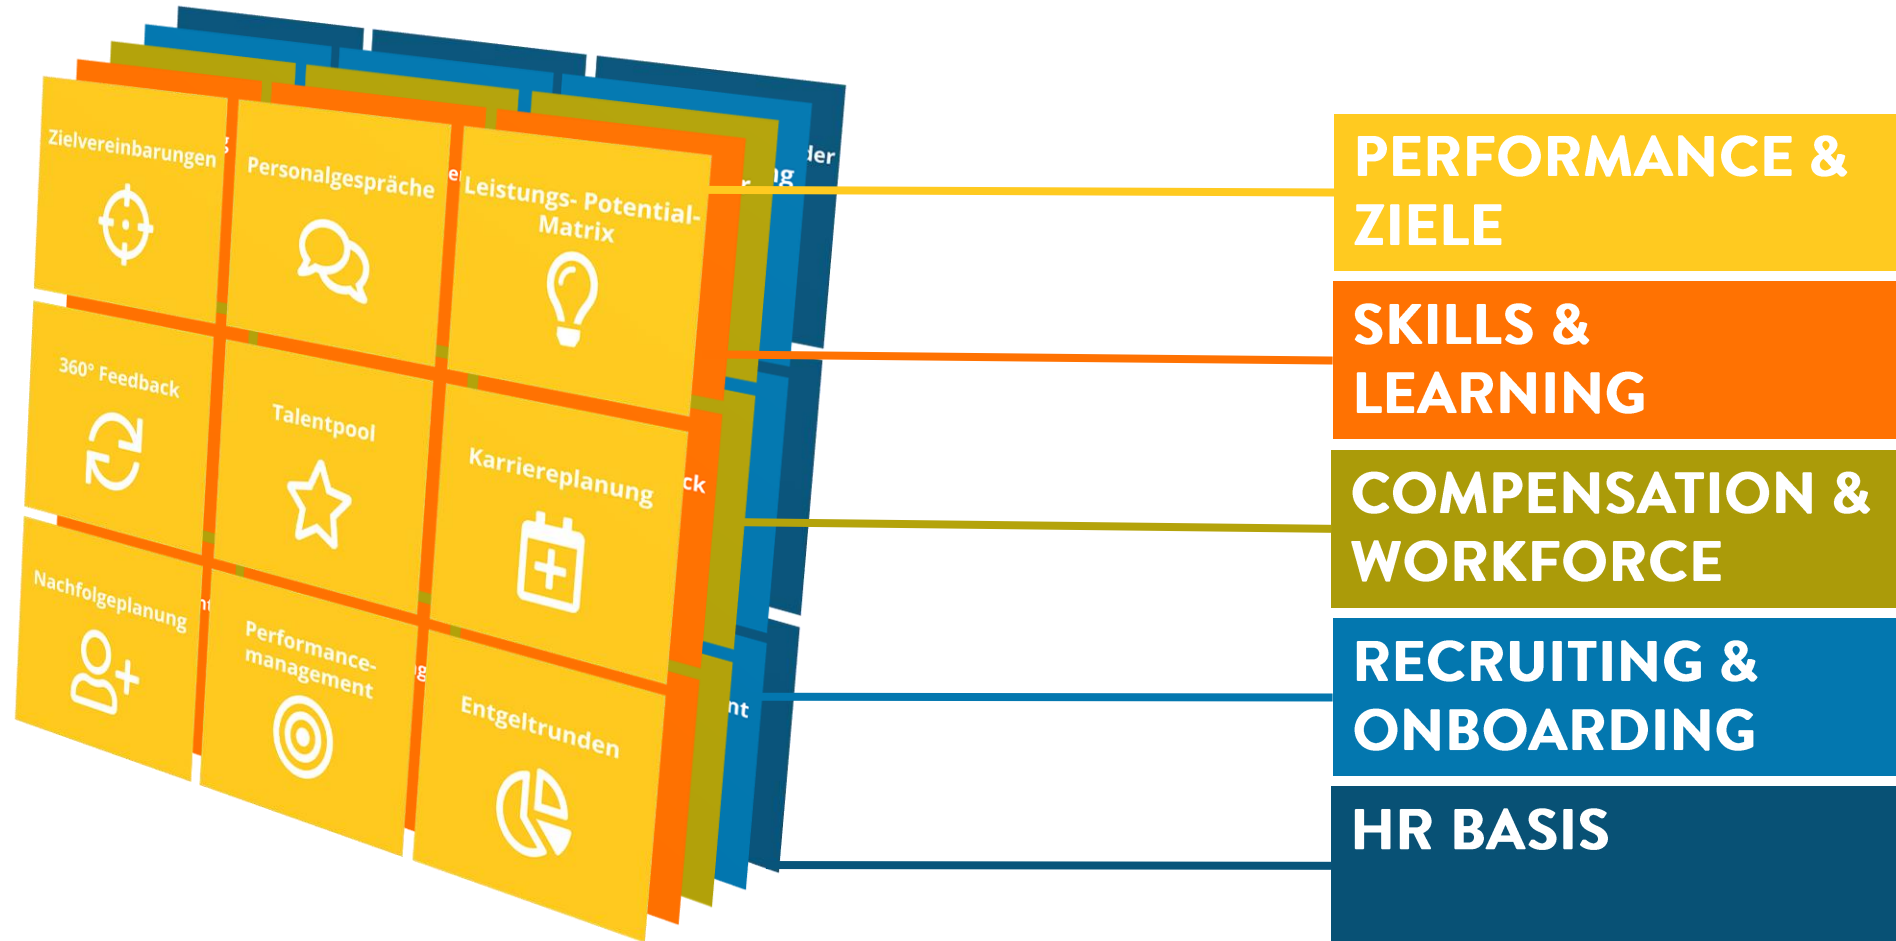 Zielvereinbarungen
Personalgespräche
Leistungs- Potential-
Matrix
360° Feedback
Talentpool
Karriereplanung
Nachfolgeplanung
Performance-
management
Entgeltrunden
PERFORMANCE &
ZIELE
SKILLS &
LEARNING
COMPENSATION &
WORKFORCE
RECRUITING &
ONBOARDING
HR BASIS